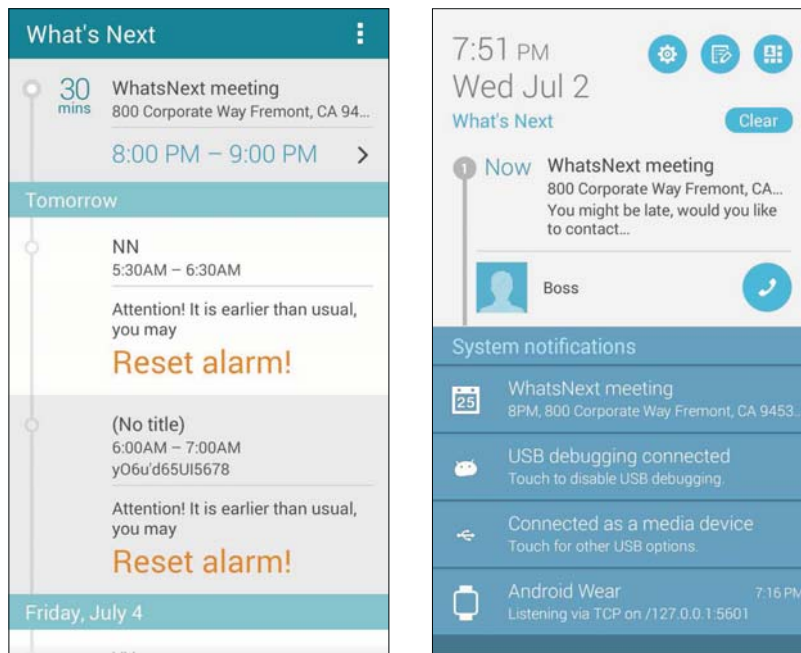 What's Next
30
mins
WhatsNext meeting
800 Corporate Way Fremont, CA 94...
8:00 PM – 9:00 PM
Tomorrow
NN
5:30AM – 6:30AM
Attention! It is earlier than usual,
you may
Reset alarm!
(No title)
6:00AM – 7:00AM
yO6u'd65UI5678
Attention! It is earlier than usual,
you may
Reset alarm!
Friday, July 4
7:51 PM
Wed Jul 2
What's Next
Clear
1
Now
WhatsNext meeting
800 Corporate Way Fremont, CA...
You might be late, would you like
to contact...
Boss
System notifications
25
WhatsNext meeting
8PM, 800 Corporate Way Fremont, CA 9453...
USB debugging connected
Touch to disable USB debugging.
Connected as a media device
Touch for other USB options.
Android Wear
7:16 PM
Listening via TCP on /127.0.0.1:5601